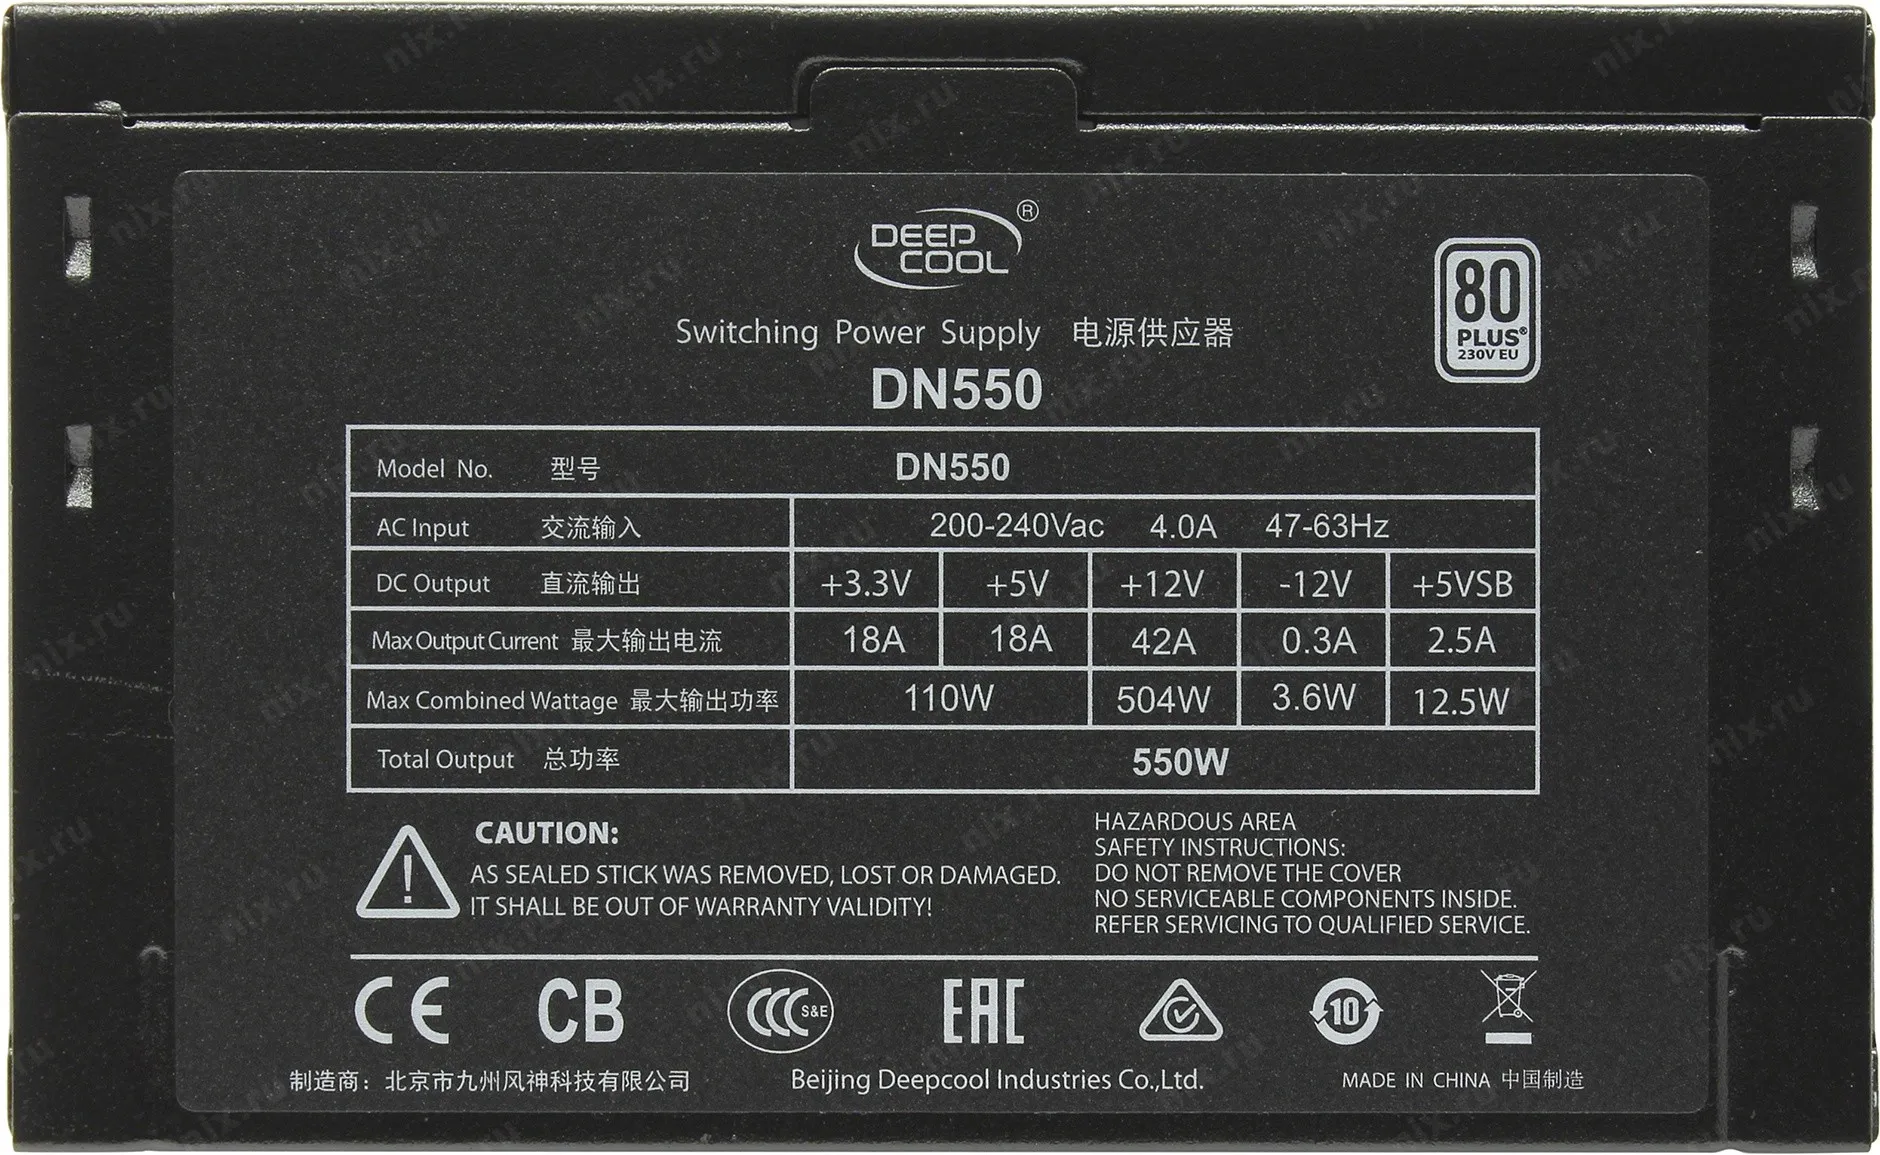 DEEP
COOL ®
80
PLUS®
230V EU
Switching Power Supply 电源供应器
DN550
Model No. 型号 DN550
AC Input 交流输入 200-240Vac 4.0A 47-63Hz
DC Output 直流输出 +3.3V +5V +12V -12V +5VSB
Max Output Current 最大输出电流 18A 18A 42A 0.3A 2.5A
Max Combined Wattage 最大输出功率 110W 504W 3.6W 12.5W
Total Output 总功率 550W
CAUTION:
AS SEALED STICK WAS REMOVED, LOST OR DAMAGED.
IT SHALL BE OUT OF WARRANTY VALIDITY!
HAZARDOUS AREA
SAFETY INSTRUCTIONS:
DO NOT REMOVE THE COVER
NO SERVICEABLE COMPONENTS INSIDE.
REFER SERVICING TO QUALIFIED SERVICE.
CE CB CCC S&E EAC 10
制造商：北京市九州风神科技有限公司 Beijing Deepcool Industries Co.,Ltd. MADE IN CHINA 中国制造
nix.ru